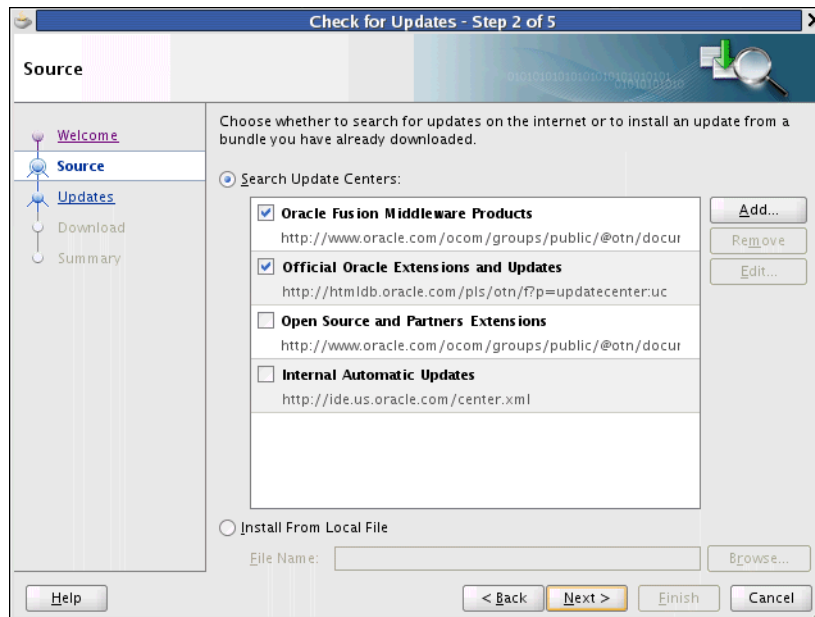 Check for Updates - Step 2 of 5
Source
Choose whether to search for updates on the internet or to install an update from a
bundle you have already downloaded.
Welcome
Source
Updates
Download
Summary
Search Update Centers:
Oracle Fusion Middleware Products
http://www.oracle.com/ocom/groups/public/@otn/docur
Official Oracle Extensions and Updates
http://htmldb.oracle.com/pls/otn/f?p=updatecenter:uc
Open Source and Partners Extensions
http://www.oracle.com/ocom/groups/public/@otn/docur
Internal Automatic Updates
http://ide.us.oracle.com/center.xml
Add...
Remove
Edit...
Install From Local File
File Name:
Browse...
Help
< Back
Next >
Finish
Cancel